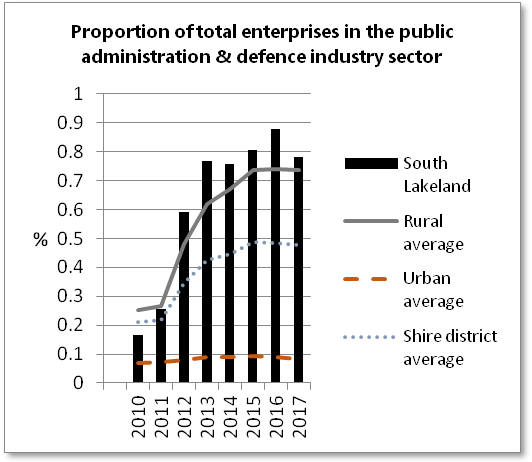 Proportion of total enterprises in the public
administration & defence industry sector
1
0.9
0.8
0.7
0.6
0.5
0.4
0.3
0.2
0.1
0
%
2010
2011
2012
2013
2014
2015
2016
2017
South
Lakeland
Rural
average
Urban
average
Shire district
average